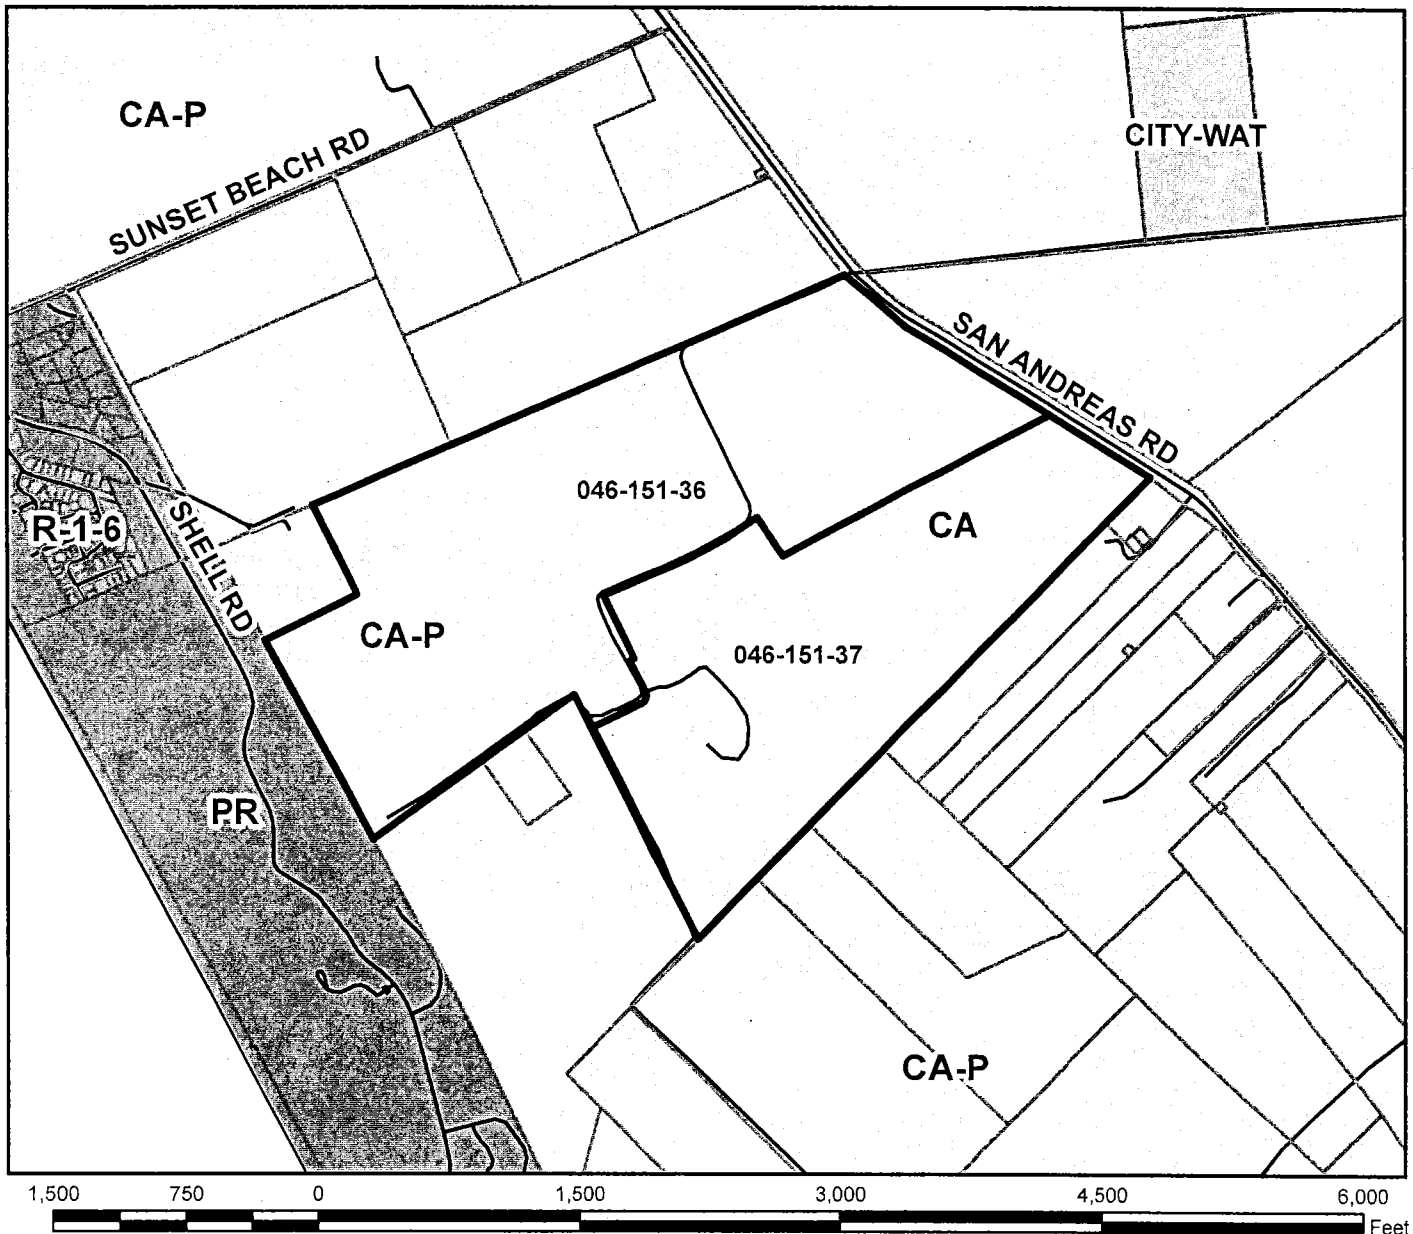 CA-P
SUNSET BEACH RD
CITY-WAT
SAN ANDREAS RD
046-151-36
R-1-6
SHELL RD
CA
CA-P
046-151-37
PR
CA-P
1,500 750 0 1,500 3,000 4,500 6,000
Feet